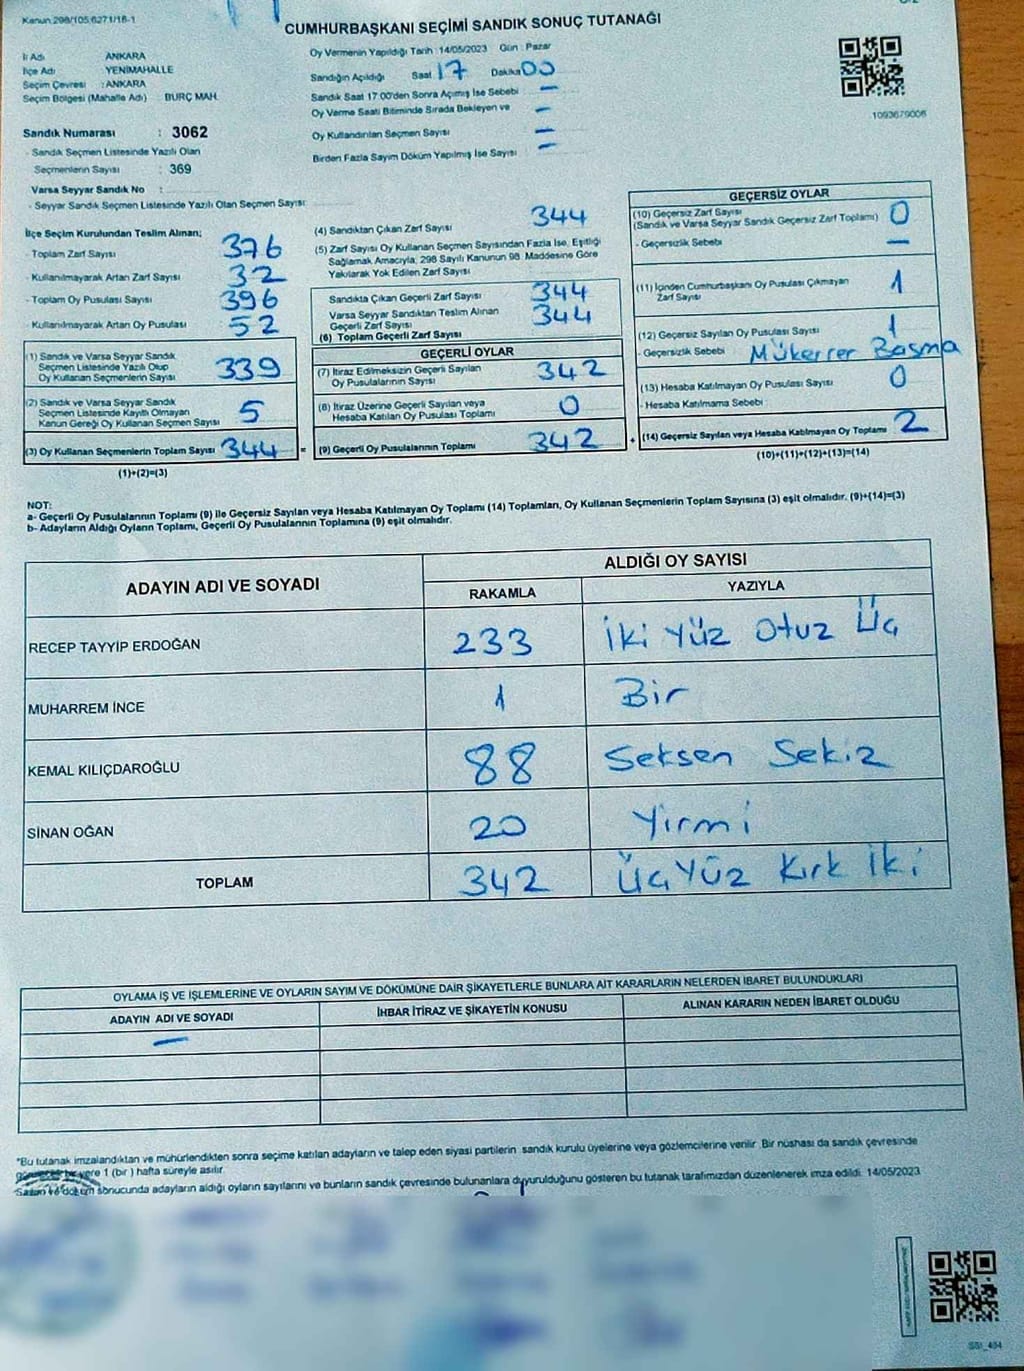 Kanun 298/105,6271/18-1
CUMHURBAŞKANI SEÇİMİ SANDIK SONUÇ TUTANAĞI
İl Adı ANKARA
İlçe Adı YENİMAHALLE
Seçim Çevresi : ANKARA
Seçim Bölgesi (Mahalle Adı) BURÇ MAH.
Sandık Numarası : 3062
- Sandık Seçmen Listesinde Yazılı Olan
Seçmenlerin Sayısı : 369
Varsa Seyyar Sandık No :
- Seyyar Sandık Seçmen Listesinde Yazılı Olan Seçmen Sayısı:
Oy Vermenin Yapıldığı Tarih : 14/05/2023 Gün : Pazar
Sandığın Açıldığı Saat 17 Dakika 00
Sandık Saat 17.00'den Sonra Açmış İse Sebebi —
Oy Verme Saati Bitiminde Sırada Bekleyen ve —
Oy Kullandırılan Seçmen Sayısı —
Birden Fazla Sayım Döküm Yapılmış İse Sayısı —
1093679006
İlçe Seçim Kurulundan Teslim Alınan;
- Toplam Zarf Sayısı 376
- Kullanılmayarak Artan Zarf Sayısı 32
- Toplam Oy Pusulası Sayısı 396
- Kullanılmayarak Artan Oy Pusulası 52
(1) Sandık ve Varsa Seyyar Sandık
Seçmen Listesinde Yazılı Olup
Oy Kullanan Seçmenlerin Sayısı 339
(2) Sandık ve Varsa Seyyar Sandık
Seçmen Listesinde Kayıtlı Olmayan
Kanun Gereği Oy Kullanan Seçmen Sayısı 5
(3) Oy Kullanan Seçmenlerin Toplam Sayısı 344
(1)+(2)=(3)
(4) Sandıktan Çıkan Zarf Sayısı 344
(5) Zarf Sayısı Oy Kullanan Seçmen Sayısından Fazla İse, Eşitliği
Sağlamak Amacıyla; 298 Sayılı Kanunun 98. Maddesine Göre
Yakılarak Yok Edilen Zarf Sayısı
Sandıkta Çıkan Geçerli Zarf Sayısı 344
Varsa Seyyar Sandıktan Teslim Alınan
Geçerli Zarf Sayısı 344
(6) Toplam Geçerli Zarf Sayısı
GEÇERLİ OYLAR
(7) İtiraz Edilmeksizin Geçerli Sayılan
Oy Pusulalarının Sayısı 342
(8) İtiraz Üzerine Geçerli Sayılan veya
Hesaba Katılan Oy Pusulası Toplamı 0
= (9) Geçerli Oy Pusulalarının Toplamı 342
GEÇERSİZ OYLAR
(10) Geçersiz Zarf Sayısı
(Sandık ve Varsa Seyyar Sandık Geçersiz Zarf Toplamı) 0
- Geçersizlik Sebebi —
(11) İçinden Cumhurbaşkanı Oy Pusulası Çıkmayan
Zarf Sayısı 1
(12) Geçersiz Sayılan Oy Pusulası Sayısı 1
- Geçersizlik Sebebi Mükerrer Basma
(13) Hesaba Katılmayan Oy Pusulası Sayısı 0
- Hesaba Katılmama Sebebi :
+ (14) Geçersiz Sayılan veya Hesaba Katılmayan Oy Toplamı 2
(10)+(11)+(12)+(13)=(14)
NOT:
a- Geçerli Oy Pusulalarının Toplamı (9) ile Geçersiz Sayılan veya Hesaba Katılmayan Oy Toplamı (14) Toplamları, Oy Kullanan Seçmenlerin Toplam Sayısına (3) eşit olmalıdır. (9)+(14)=(3)
b- Adayların Aldığı Oyların Toplamı, Geçerli Oy Pusulalarının Toplamına (9) eşit olmalıdır.
ADAYIN ADI VE SOYADI
ALDIĞI OY SAYISI
RAKAMLA YAZIYLA
RECEP TAYYİP ERDOĞAN 233 İki Yüz Otuz Üç
MUHARREM İNCE 1 Bir
KEMAL KILIÇDAROĞLU 88 Seksen Sekiz
SİNAN OĞAN 20 Yirmi
TOPLAM 342 Üç Yüz Kırk İki
OYLAMA İŞ VE İŞLEMLERİNE VE OYLARIN SAYIM VE DÖKÜMÜNE DAİR ŞİKAYETLERLE BUNLARA AİT KARARLARIN NELERDEN İBARET BULUNDUKLARI
ADAYIN ADI VE SOYADI İHBAR İTİRAZ VE ŞİKAYETİN KONUSU ALINAN KARARIN NEDEN İBARET OLDUĞU
—
*Bu tutanak imzalandıktan ve mühürlendikten sonra seçime katılan adayların ve talep eden siyasi partilerin sandık kurulu üyelerine veya gözlemcilerine verilir. Bir nüshası da sandık çevresinde
yere 1 (bir) hafta süreyle asılır.
ve döküm sonucunda adayların aldığı oyların sayılarını ve bunların sandık çevresinde bulunanlara duyurulduğunu gösteren bu tutanak tarafımızdan düzenlenerek imza edildi. 14/05/2023